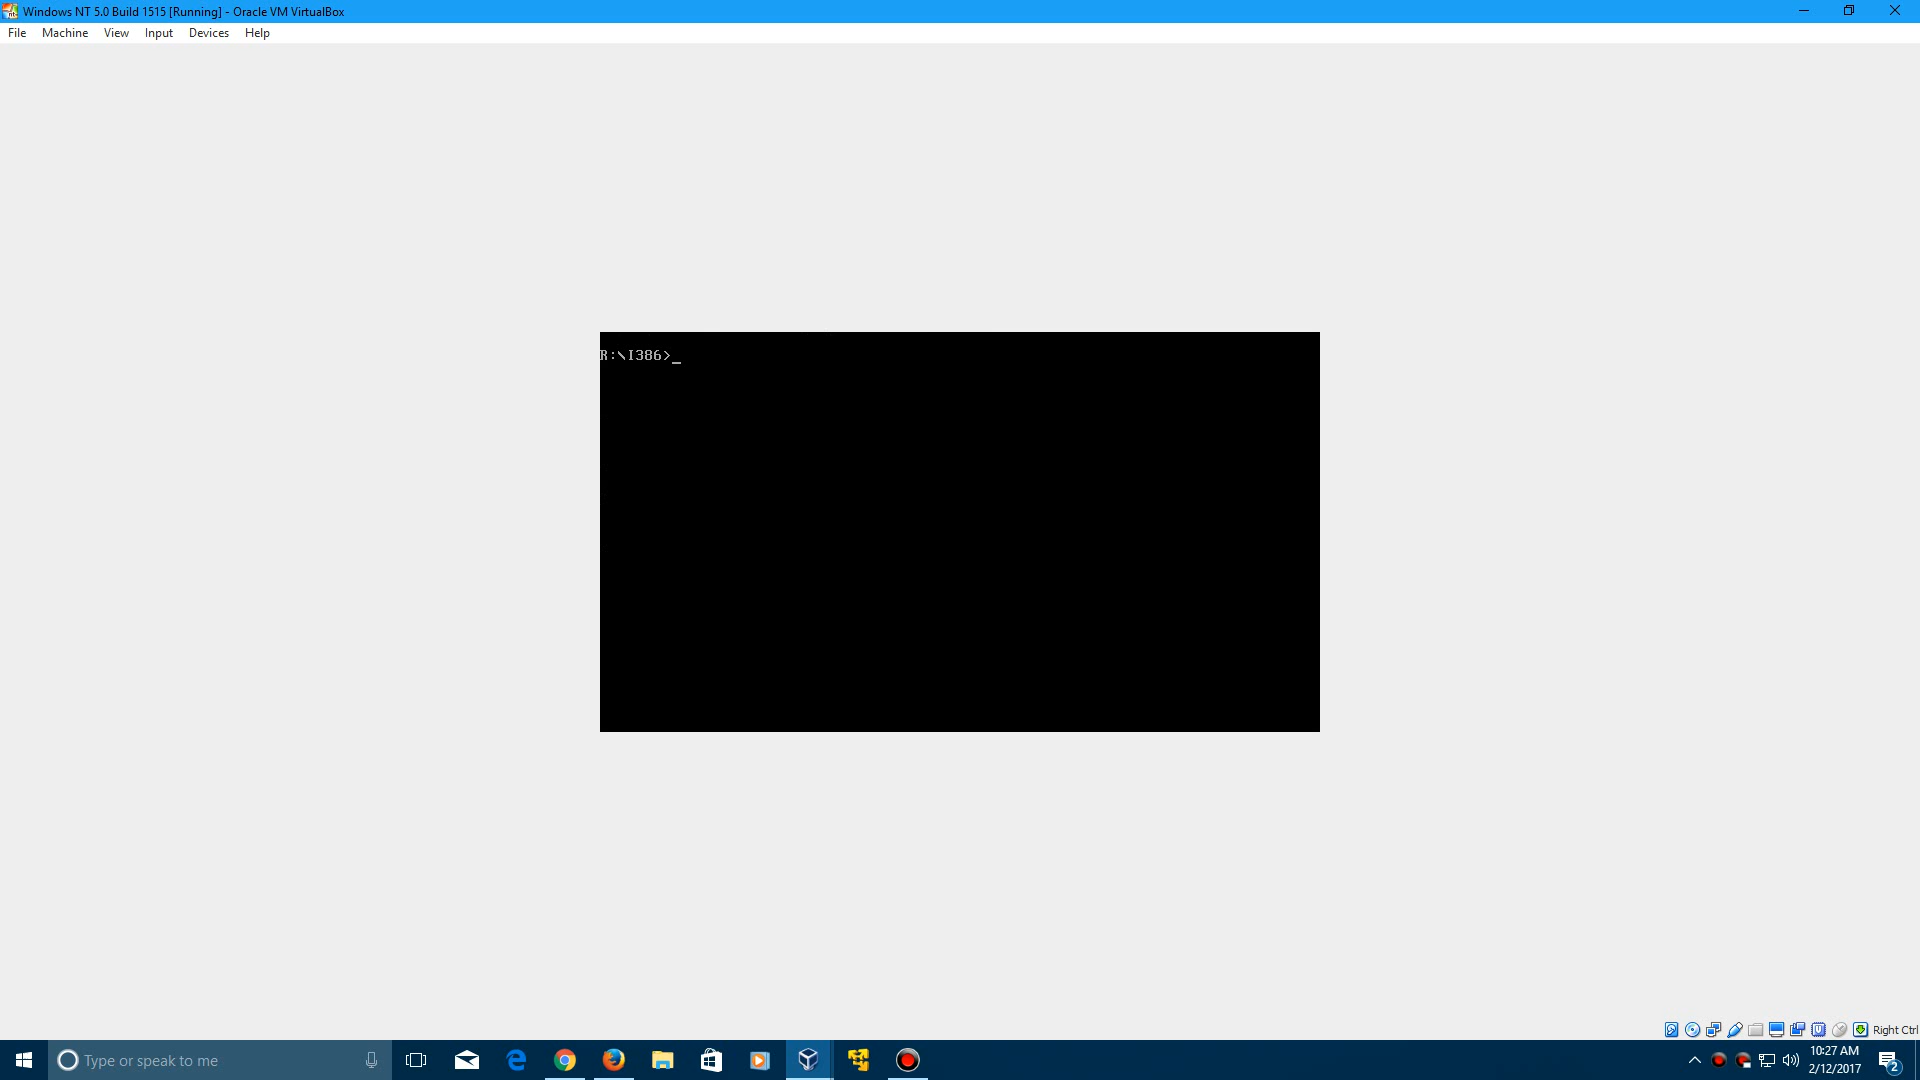 Windows NT 5.0 Build 1515 [Running] - Oracle VM VirtualBox
File Machine View Input Devices Help
R:\I386>_
Right Ctrl
Type or speak to me
10:27 AM
2/12/2017
2